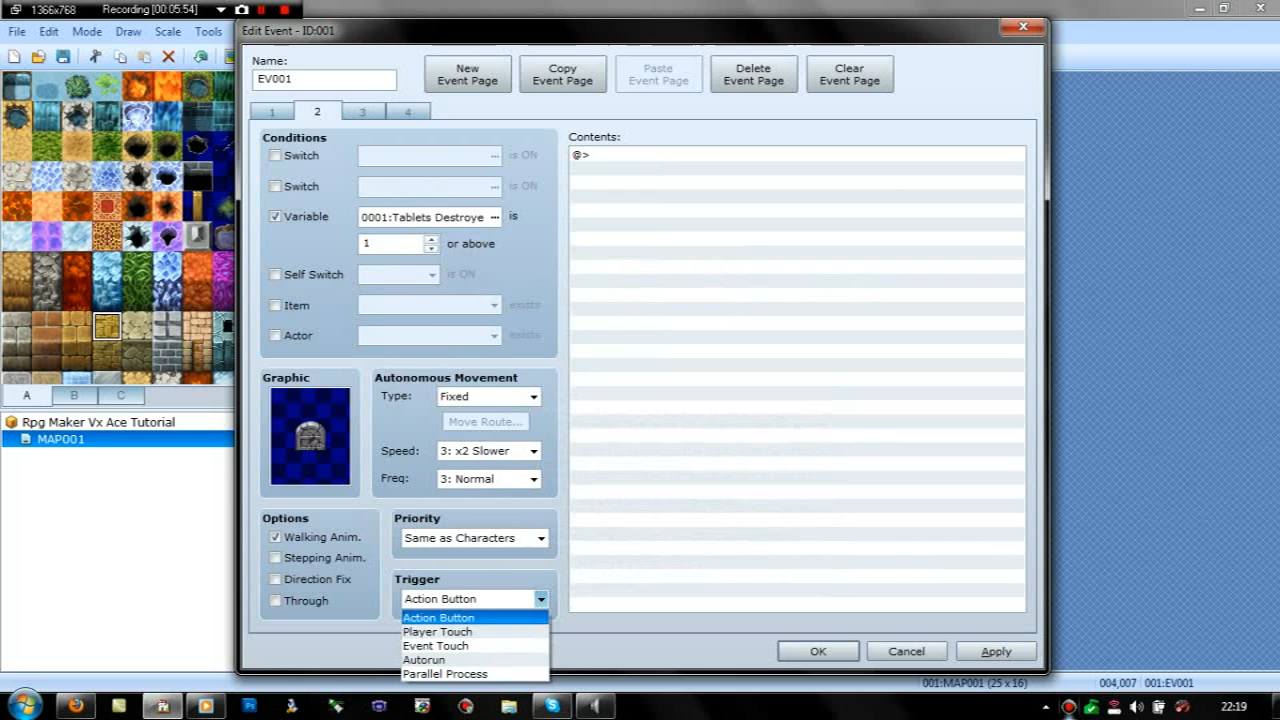 1366x768 Recording [00:05:54]
File Edit Mode Draw Scale Tools
Edit Event - ID:001
Name:
EV001
New Event Page
Copy Event Page
Paste Event Page
Delete Event Page
Clear Event Page
1 2 3 4
Conditions
Switch ... is ON
Switch ... is ON
Variable 0001:Tablets Destroye ... is
1 or above
Self Switch is ON
Item exists
Actor exists
Contents:
@>
Graphic
Autonomous Movement
Type: Fixed
Move Route...
Speed: 3: x2 Slower
Freq: 3: Normal
Options
Walking Anim.
Stepping Anim.
Direction Fix
Through
Priority
Same as Characters
Trigger
Action Button
Action Button
Player Touch
Event Touch
Autorun
Parallel Process
OK Cancel Apply
A B C
Rpg Maker Vx Ace Tutorial
MAP001
001:MAP001 (25 x 16) 004,007 001:EV001
22:19